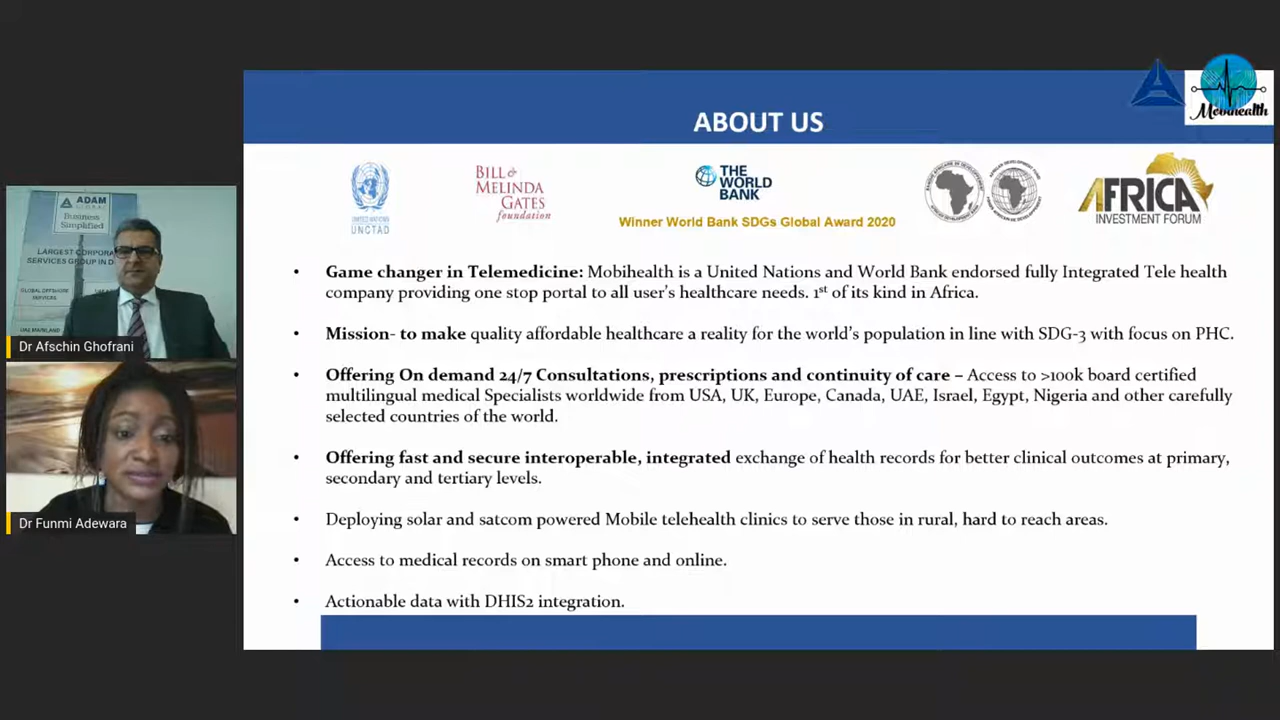 ABOUT US
Mobihealth
UNITED NATIONS
UNCTAD
BILL &
MELINDA
GATES
foundation
THE
WORLD
BANK
Winner World Bank SDGs Global Award 2020
AFRICA
INVESTMENT FORUM
• Game changer in Telemedicine: Mobihealth is a United Nations and World Bank endorsed fully Integrated Tele health
company providing one stop portal to all user's healthcare needs. 1st of its kind in Africa.
• Mission- to make quality affordable healthcare a reality for the world's population in line with SDG-3 with focus on PHC.
• Offering On demand 24/7 Consultations, prescriptions and continuity of care – Access to >100k board certified
multilingual medical Specialists worldwide from USA, UK, Europe, Canada, UAE, Israel, Egypt, Nigeria and other carefully
selected countries of the world.
• Offering fast and secure interoperable, integrated exchange of health records for better clinical outcomes at primary,
secondary and tertiary levels.
• Deploying solar and satcom powered Mobile telehealth clinics to serve those in rural, hard to reach areas.
• Access to medical records on smart phone and online.
• Actionable data with DHIS2 integration.
ADAM
GLOBAL
Business
Simplified
LARGEST CORPORA
SERVICES GROUP IN D
GLOBAL OFFSHORE
SERVICES
UAE MAINLAND
Dr Afschin Ghofrani
Dr Funmi Adewara